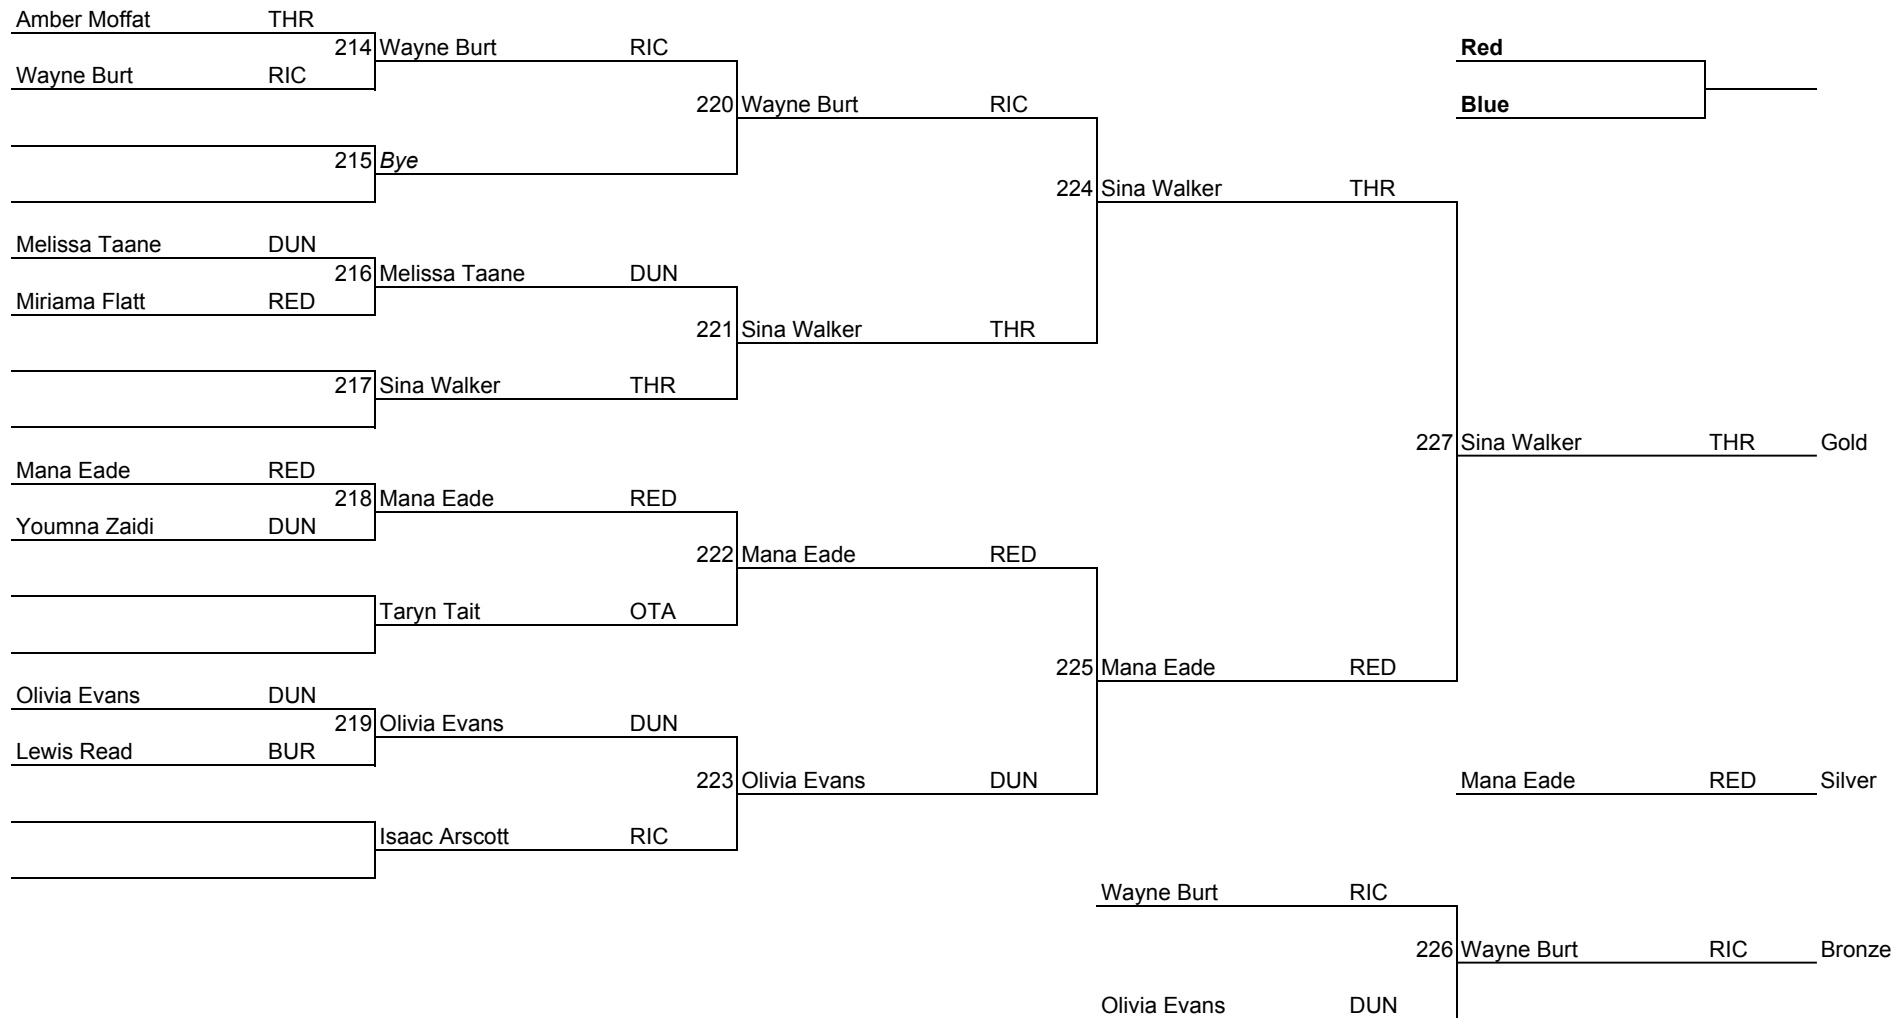 Amber Moffat THR
214 Wayne Burt RIC Red
Wayne Burt RIC
220 Wayne Burt RIC Blue
215 Bye
224 Sina Walker THR
Melissa Taane DUN
216 Melissa Taane DUN
Miriama Flatt RED
221 Sina Walker THR
217 Sina Walker THR
227 Sina Walker THR Gold
Mana Eade RED
218 Mana Eade RED
Youmna Zaidi DUN
222 Mana Eade RED
Taryn Tait OTA
225 Mana Eade RED
Olivia Evans DUN
219 Olivia Evans DUN
Lewis Read BUR
223 Olivia Evans DUN Mana Eade RED Silver
Isaac Arscott RIC
Wayne Burt RIC
226 Wayne Burt RIC Bronze
Olivia Evans DUN